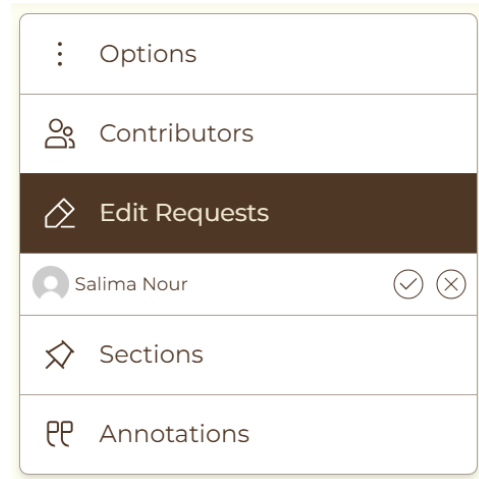 Options
Contributors
Edit Requests
Salima Nour
Sections
Annotations